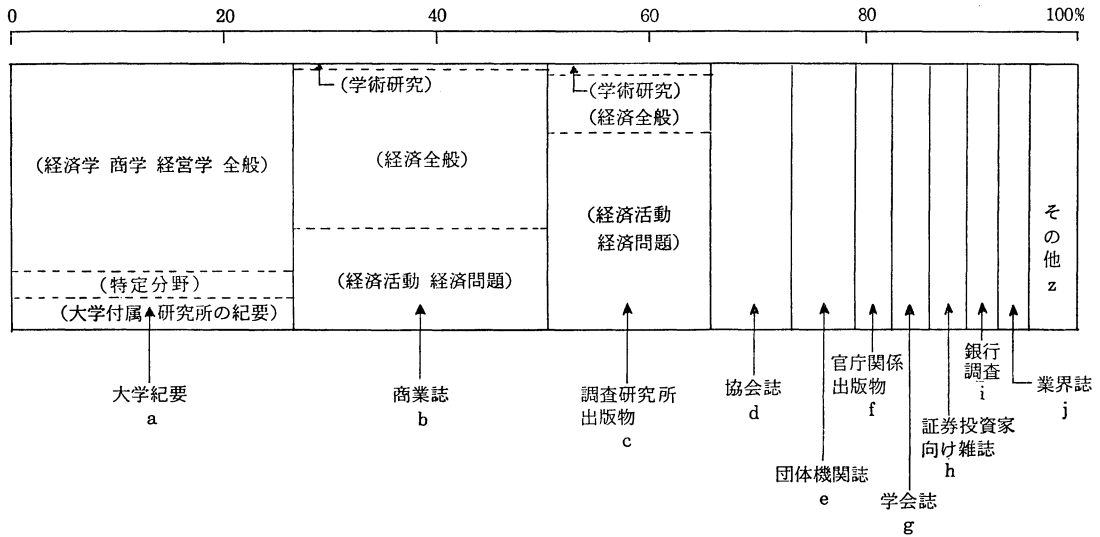 0 20 40 60 80 100%
(学術研究)
(学術研究)
(経済全般)
(経済学 商学 経営学 全般)
(経済全般)
(経済活動
経済問題)
(特定分野)
(経済活動 経済問題)
(大学付属 研究所の紀要)
その他z
大学紀要
a
商業誌
b
調査研究所
出版物
c
協会誌
d
団体機関誌
e
官庁関係
出版物
f
学会誌
g
証券投資家
向け雑誌
h
銀行
調査
i
業界誌
j